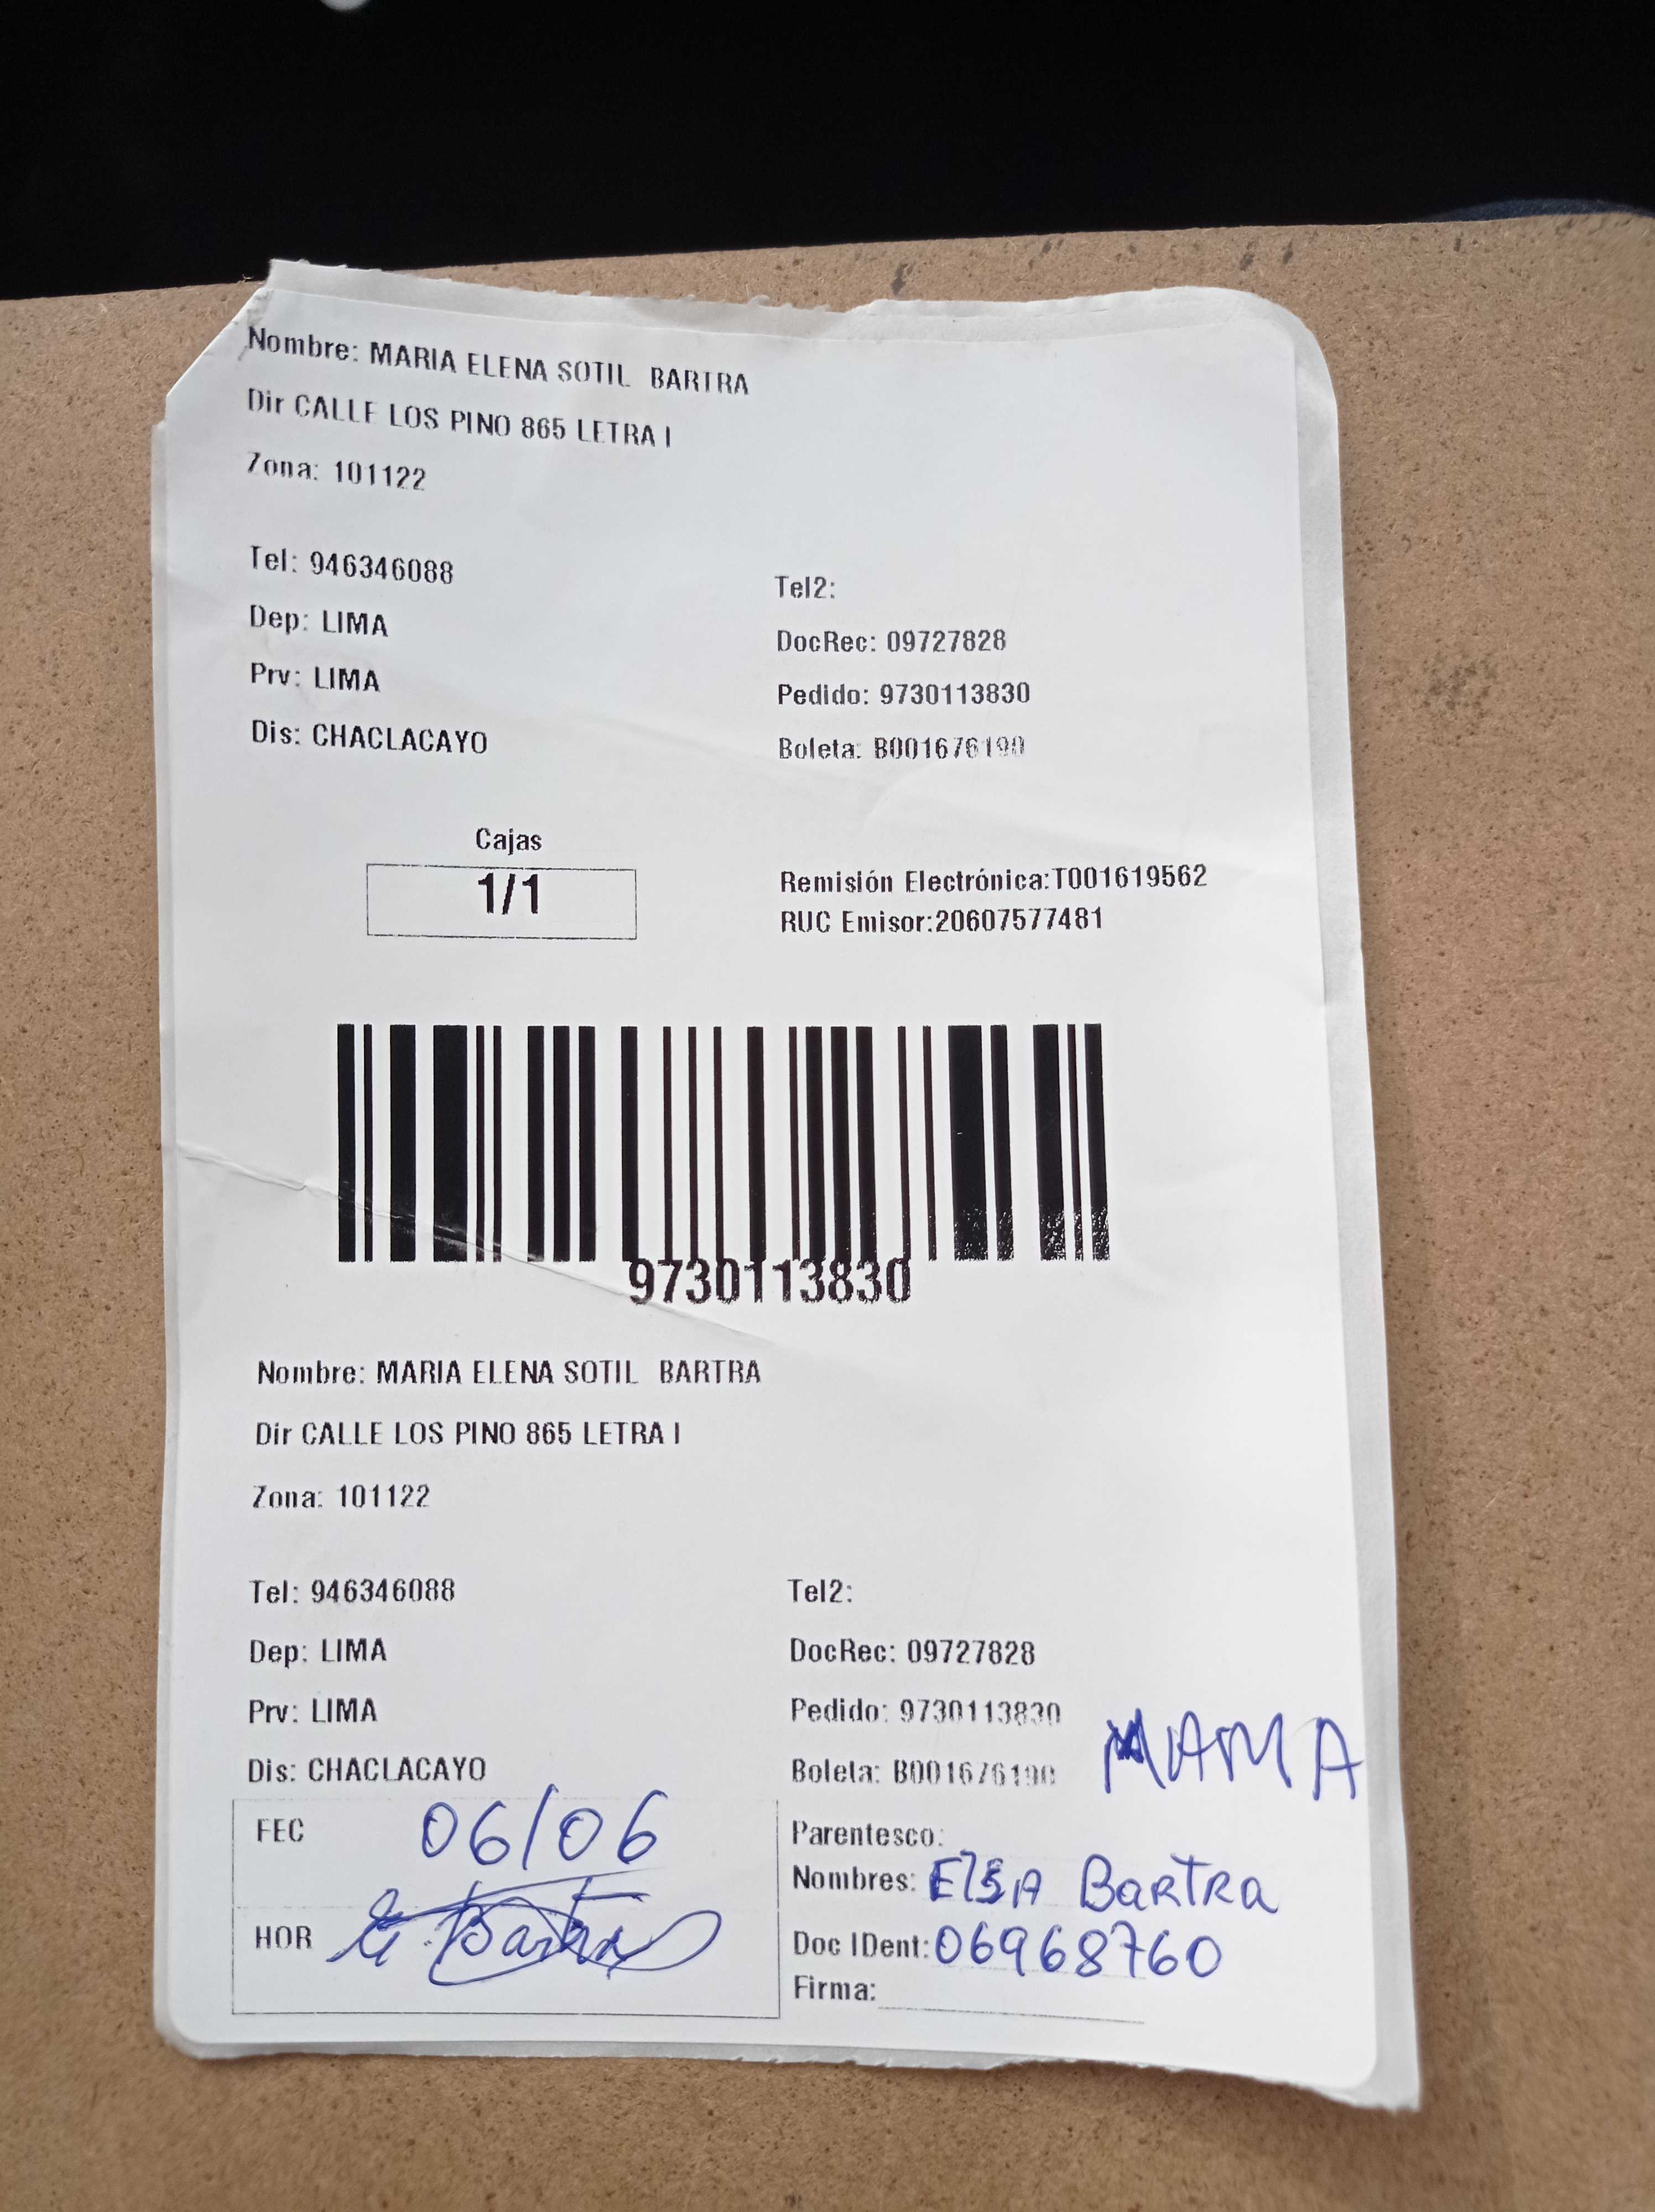 Nombre: MARIA ELENA SOTIL BARTRA
Dir CALLE LOS PINO 865 LETRA I
Zona: 101122
Tel: 946346088
Tel2:
Dep: LIMA
DocRec: 09727828
Prv: LIMA
Pedido: 9730113830
Dis: CHACLACAYO
Boleta: B001676190
Cajas
1/1
Remisión Electrónica:T001619562
RUC Emisor:20607577481
9730113830
Nombre: MARIA ELENA SOTIL BARTRA
Dir CALLE LOS PINO 865 LETRA I
Zona: 101122
Tel: 946346088
Tel2:
Dep: LIMA
DocRec: 09727828
Prv: LIMA
Pedido: 9730113830
Dis: CHACLACAYO
Boleta: B001676190
MAMA
FEC 06/06
Parentesco:
Nombres: ElsA BarTRa
HOR E. Bartra
Doc IDent: 06968760
Firma: